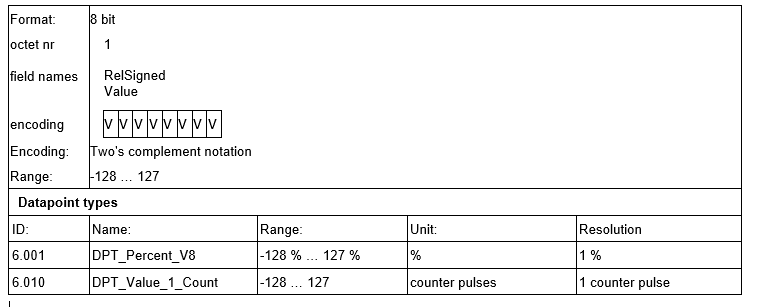 Format: 8 bit
octet nr 1
field names RelSigned
Value
encoding V V V V V V V V
Encoding: Two's complement notation
Range: -128 ... 127
Datapoint types
ID: Name: Range: Unit: Resolution
6.001 DPT_Percent_V8 -128 % ... 127 % % 1 %
6.010 DPT_Value_1_Count -128 ... 127 counter pulses 1 counter pulse